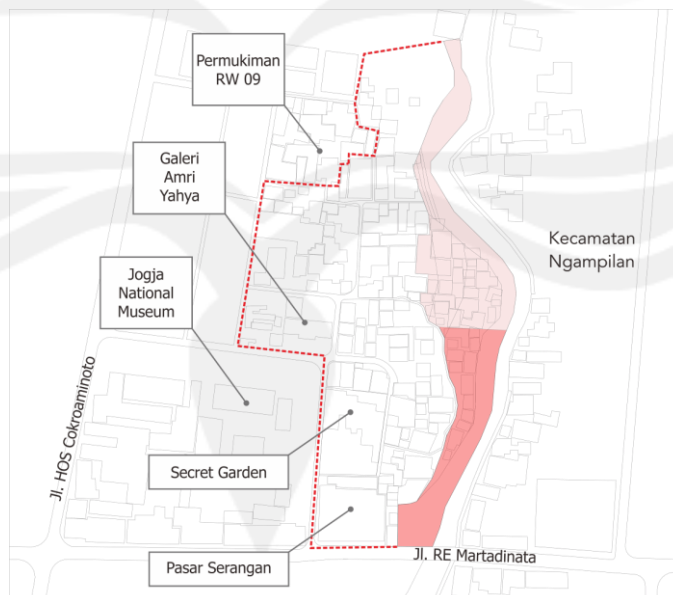 Permukiman
RW 09
Galeri
Amri
Yahya
Kecamatan
Ngampilan
Jogja
National
Museum
Jl. HOS Cokroaminoto
Secret Garden
Pasar Serangan
Jl. RE Martadinata